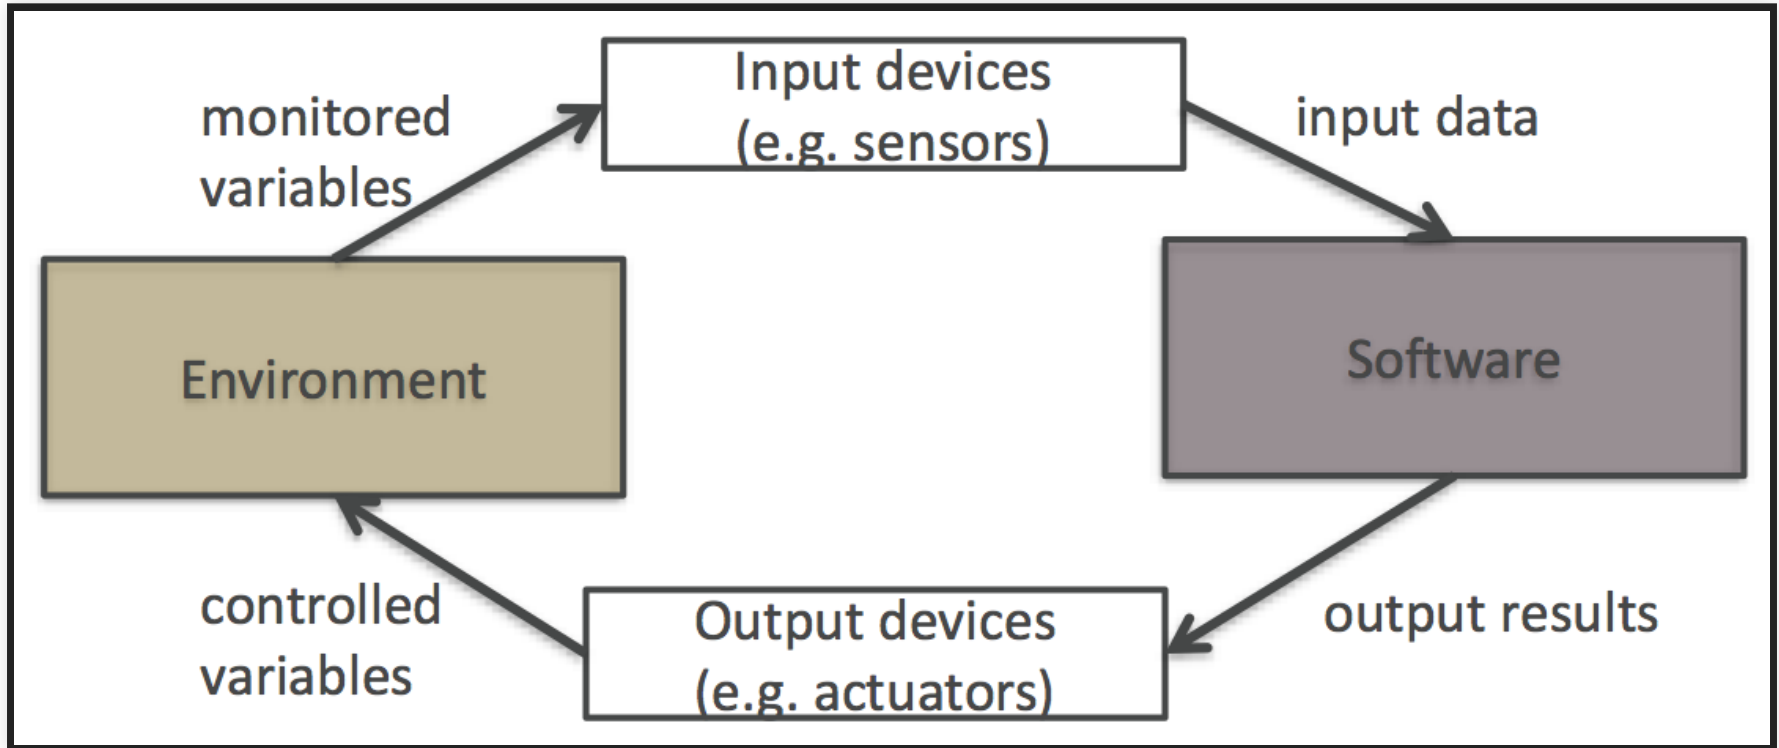 Input devices
(e.g. sensors)
monitored
variables
input data
Environment
Software
controlled
variables
output results
Output devices
(e.g. actuators)